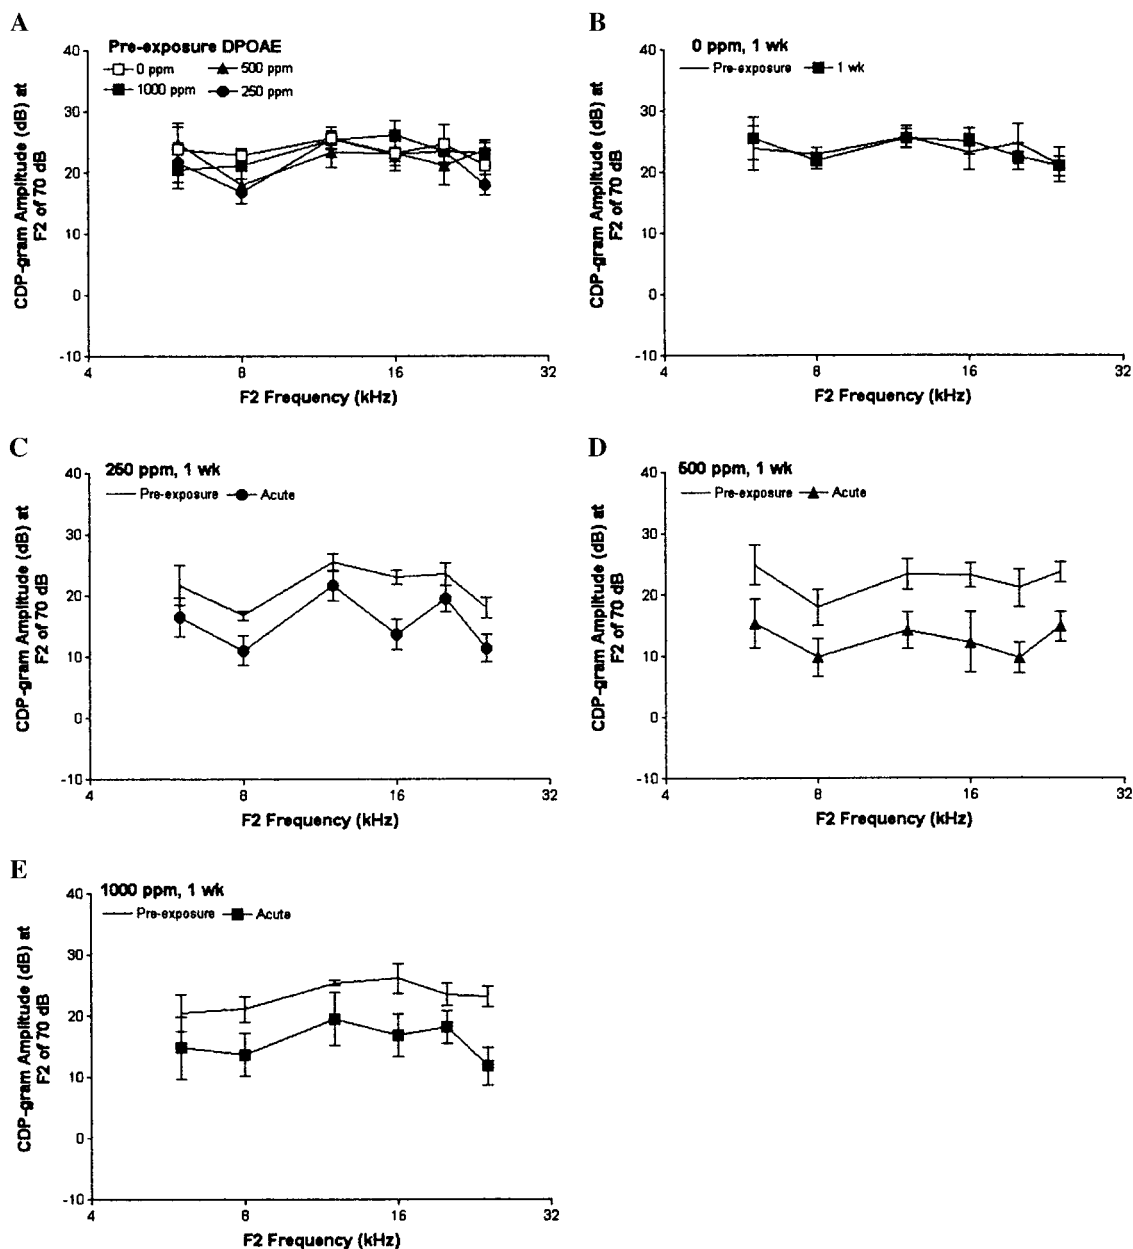 A
Pre-exposure DPOAE
0 ppm
500 ppm
1000 ppm
250 ppm
40
30
20
10
0
-10
4
8
16
32
CDP-gram Amplitude (dB) at
F2 of 70 dB
F2 Frequency (kHz)
B
0 ppm, 1 wk
Pre-exposure
1 wk
40
30
20
10
0
-10
4
8
16
32
CDP-gram Amplitude (dB) at
F2 of 70 dB
F2 Frequency (kHz)
C
250 ppm, 1 wk
Pre-exposure
Acute
40
30
20
10
0
-10
4
8
16
32
CDP-gram Amplitude (dB) at
F2 of 70 dB
F2 Frequency (kHz)
D
500 ppm, 1 wk
Pre-exposure
Acute
40
30
20
10
0
-10
4
8
16
32
CDP-gram Amplitude (dB) at
F2 of 70 dB
F2 Frequency (kHz)
E
1000 ppm, 1 wk
Pre-exposure
Acute
40
30
20
10
0
-10
4
8
16
32
CDP-gram Amplitude (dB) at
F2 of 70 dB
F2 Frequency (kHz)